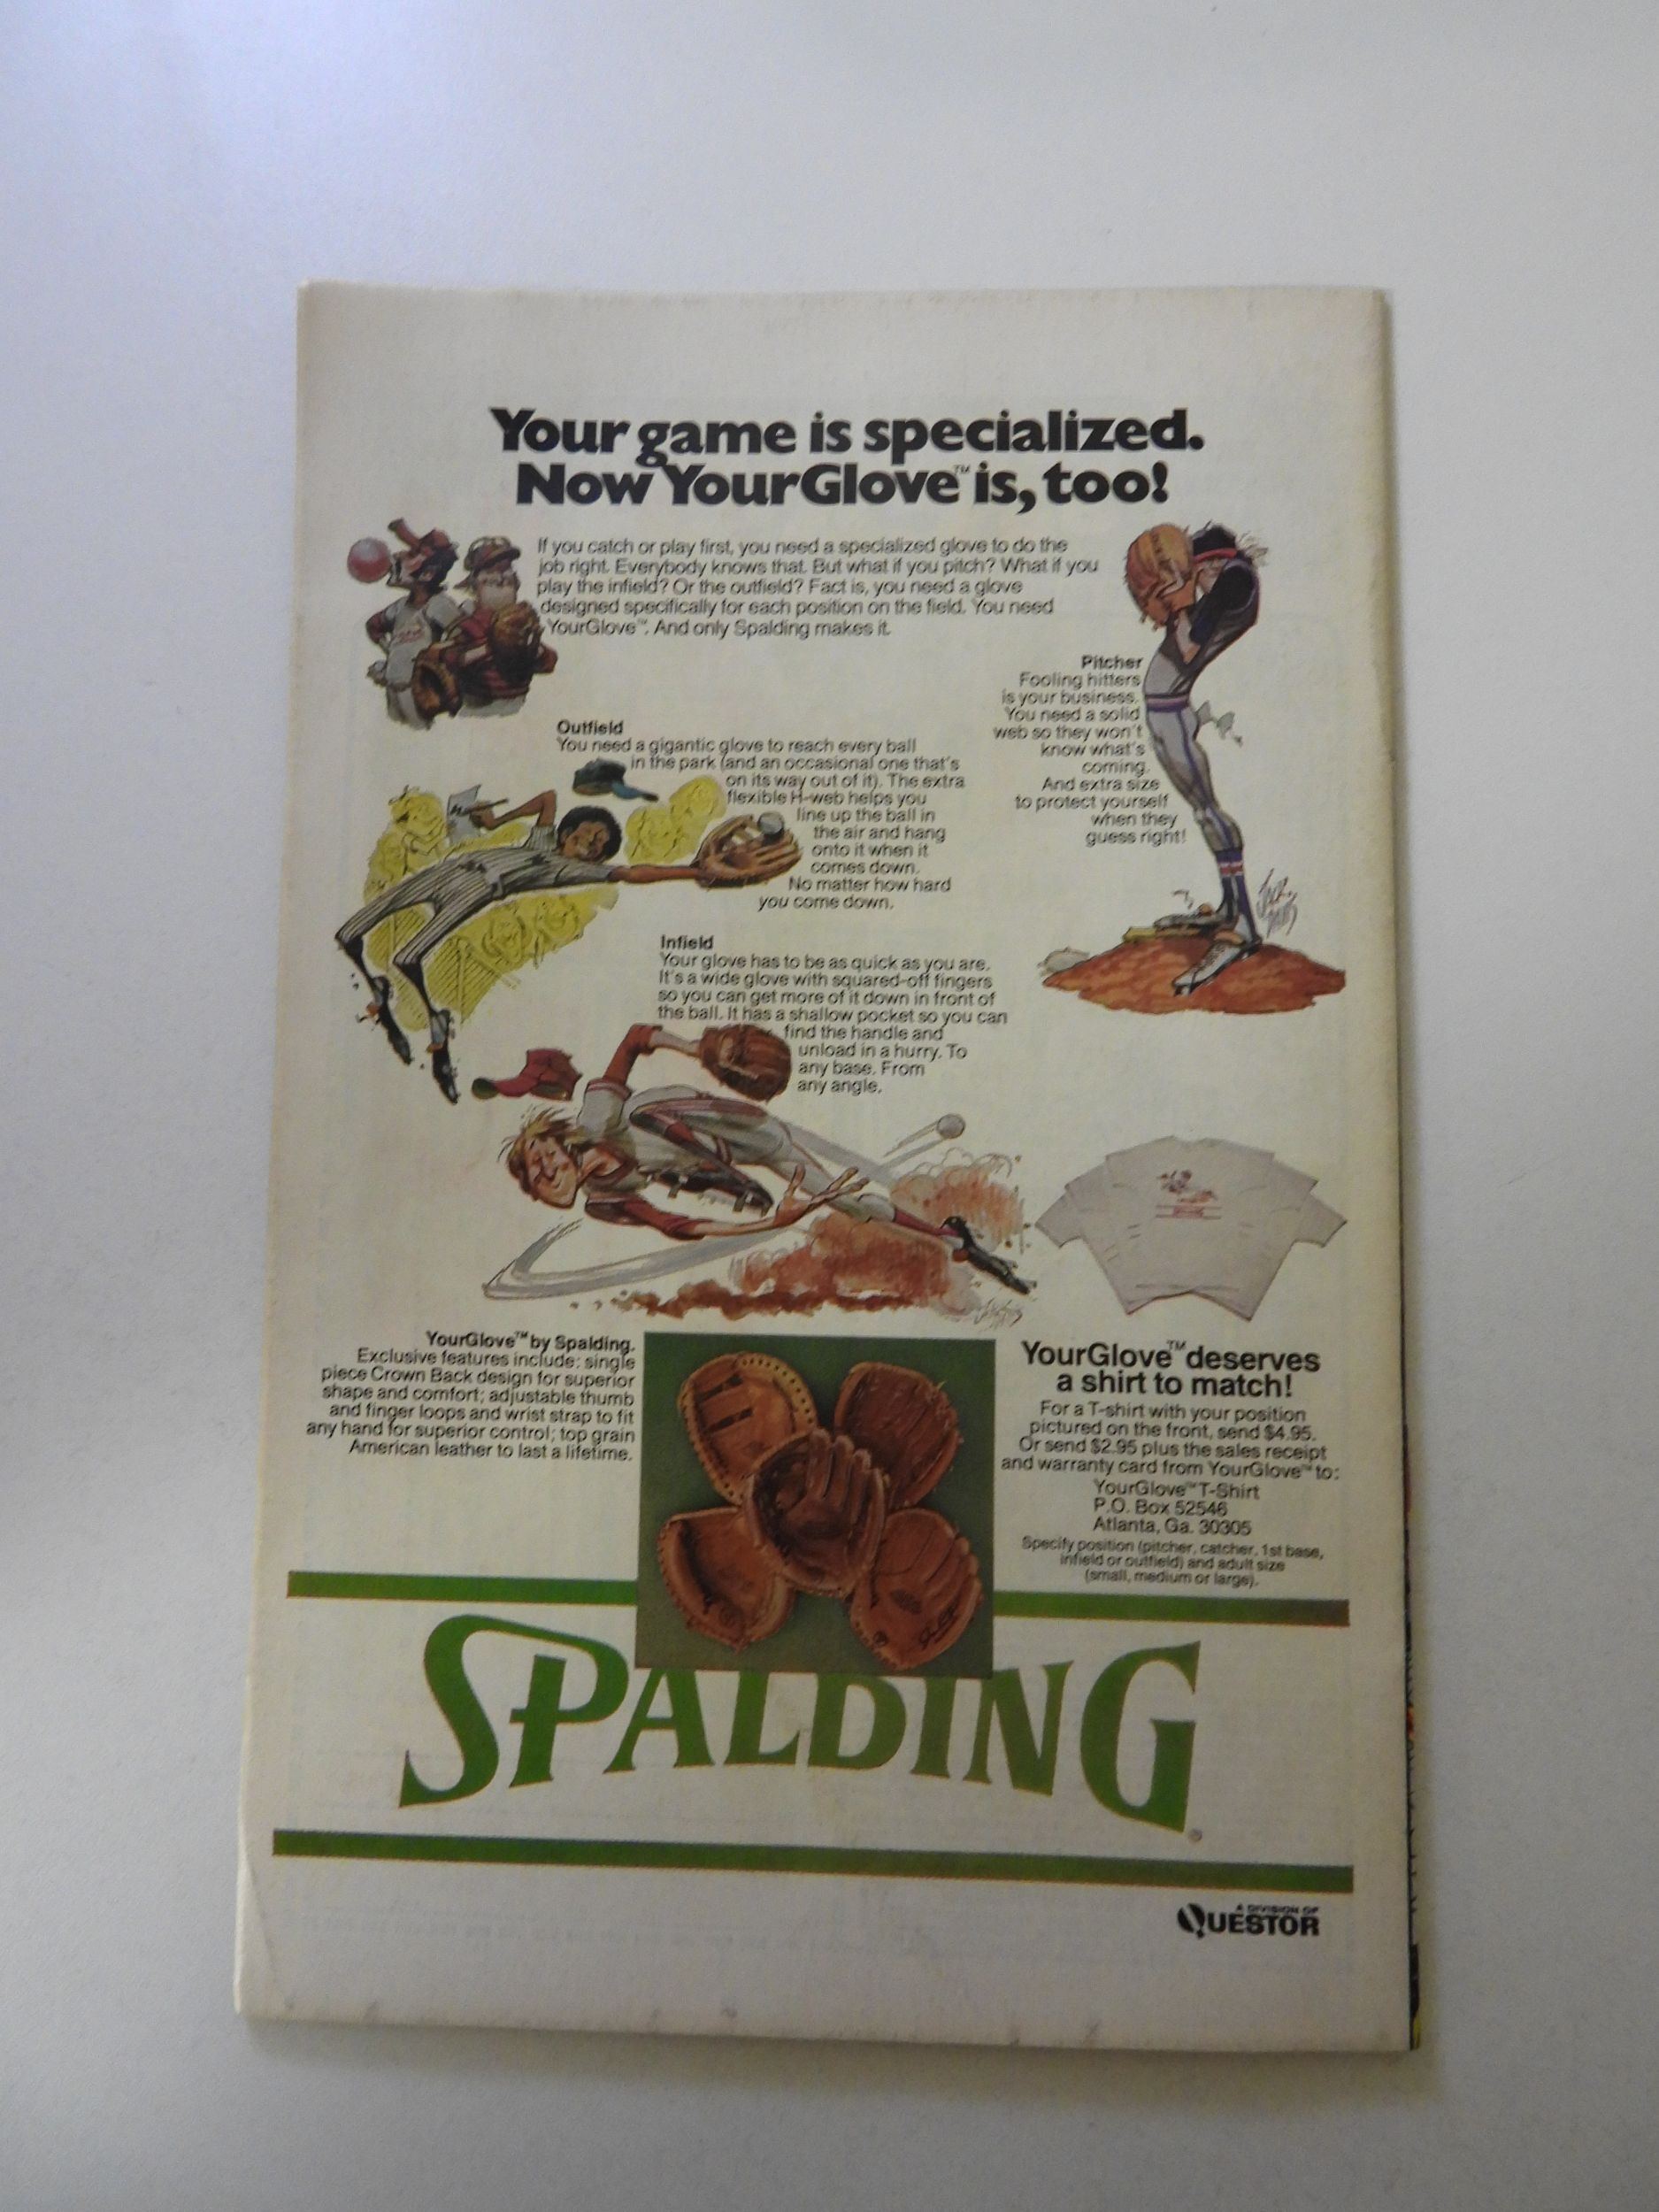 Your game is specialized.
Now YourGlove™ is, too!
If you catch or play first, you need a specialized glove to do the
job right. Everybody knows that. But what if you pitch? What if you
play the infield? Or the outfield? Fact is, you need a glove
designed specifically for each position on the field. You need
YourGlove™. And only Spalding makes it.
Pitcher
Fooling hitters
is your business.
You need a solid
web so they won't
know what's
coming.
And extra size
to protect yourself
when they
guess right!
Outfield
You need a gigantic glove to reach every ball
in the park (and an occasional one that's
on its way out of it). The extra
flexible H-web helps you
line up the ball in
the air and hang
onto it when it
comes down.
No matter how hard
you come down.
Infield
Your glove has to be as quick as you are.
It's a wide glove with squared-off fingers
so you can get more of it down in front of
the ball. It has a shallow pocket so you can
find the handle and
unload in a hurry. To
any base. From
any angle.
YourGlove™ by Spalding.
Exclusive features include: single
piece Crown Back design for superior
shape and comfort; adjustable thumb
and finger loops and wrist strap to fit
any hand for superior control; top grain
American leather to last a lifetime.
YourGlove™ deserves
a shirt to match!
For a T-shirt with your position
pictured on the front, send $4.95.
Or send $2.95 plus the sales receipt
and warranty card from YourGlove™ to:
YourGlove™ T-Shirt
P.O. Box 52546
Atlanta, Ga. 30305
Specify position (pitcher, catcher, 1st base,
infield or outfield) and adult size
(small, medium or large).
SPALDING®
A DIVISION OF
QUESTOR